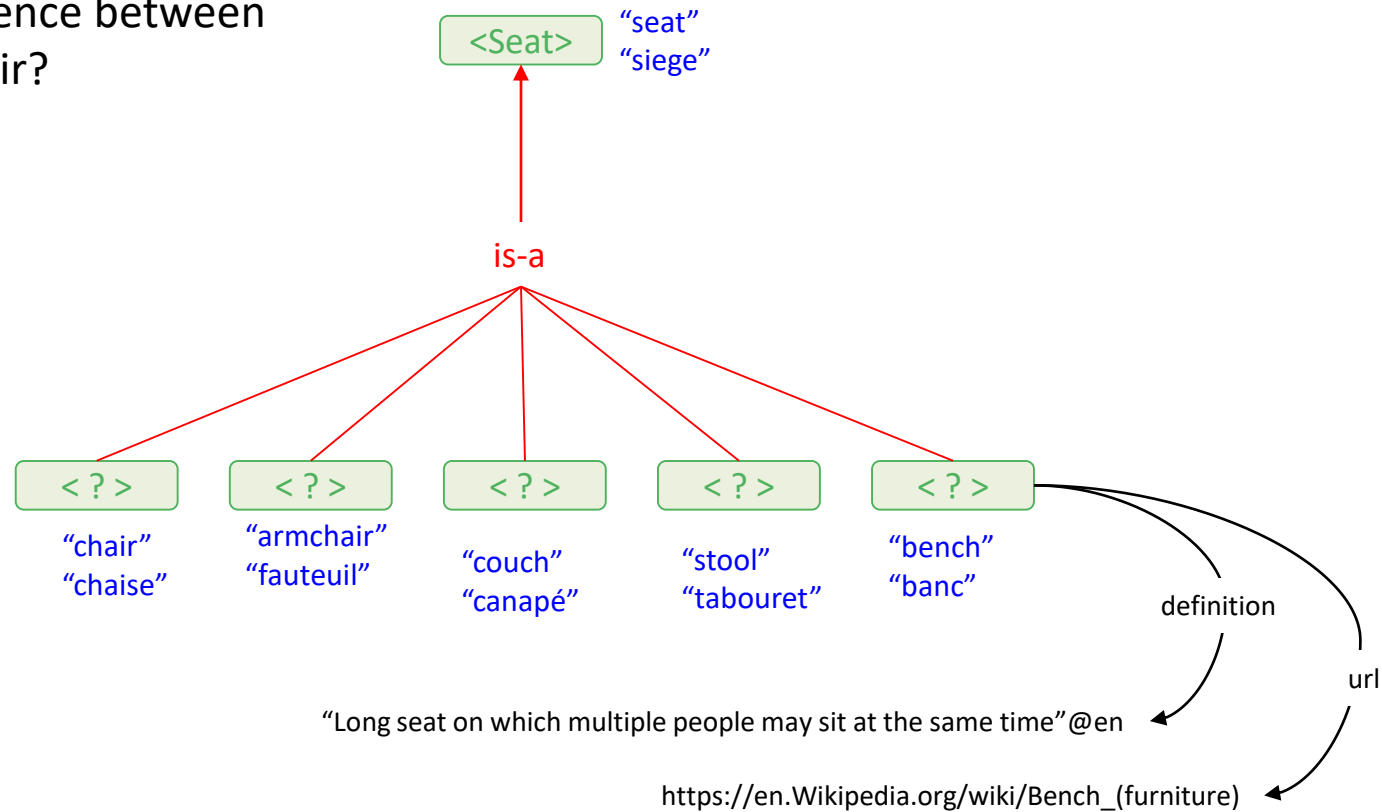 ence between
ir?
<Seat>
“seat”
“siege”
is-a
< ? >
< ? >
< ? >
< ? >
< ? >
“chair”
“chaise”
“armchair”
“fauteuil”
“couch”
“canapé”
“stool”
“tabouret”
“bench”
“banc”
definition
url
“Long seat on which multiple people may sit at the same time”@en
https://en.Wikipedia.org/wiki/Bench_(furniture)